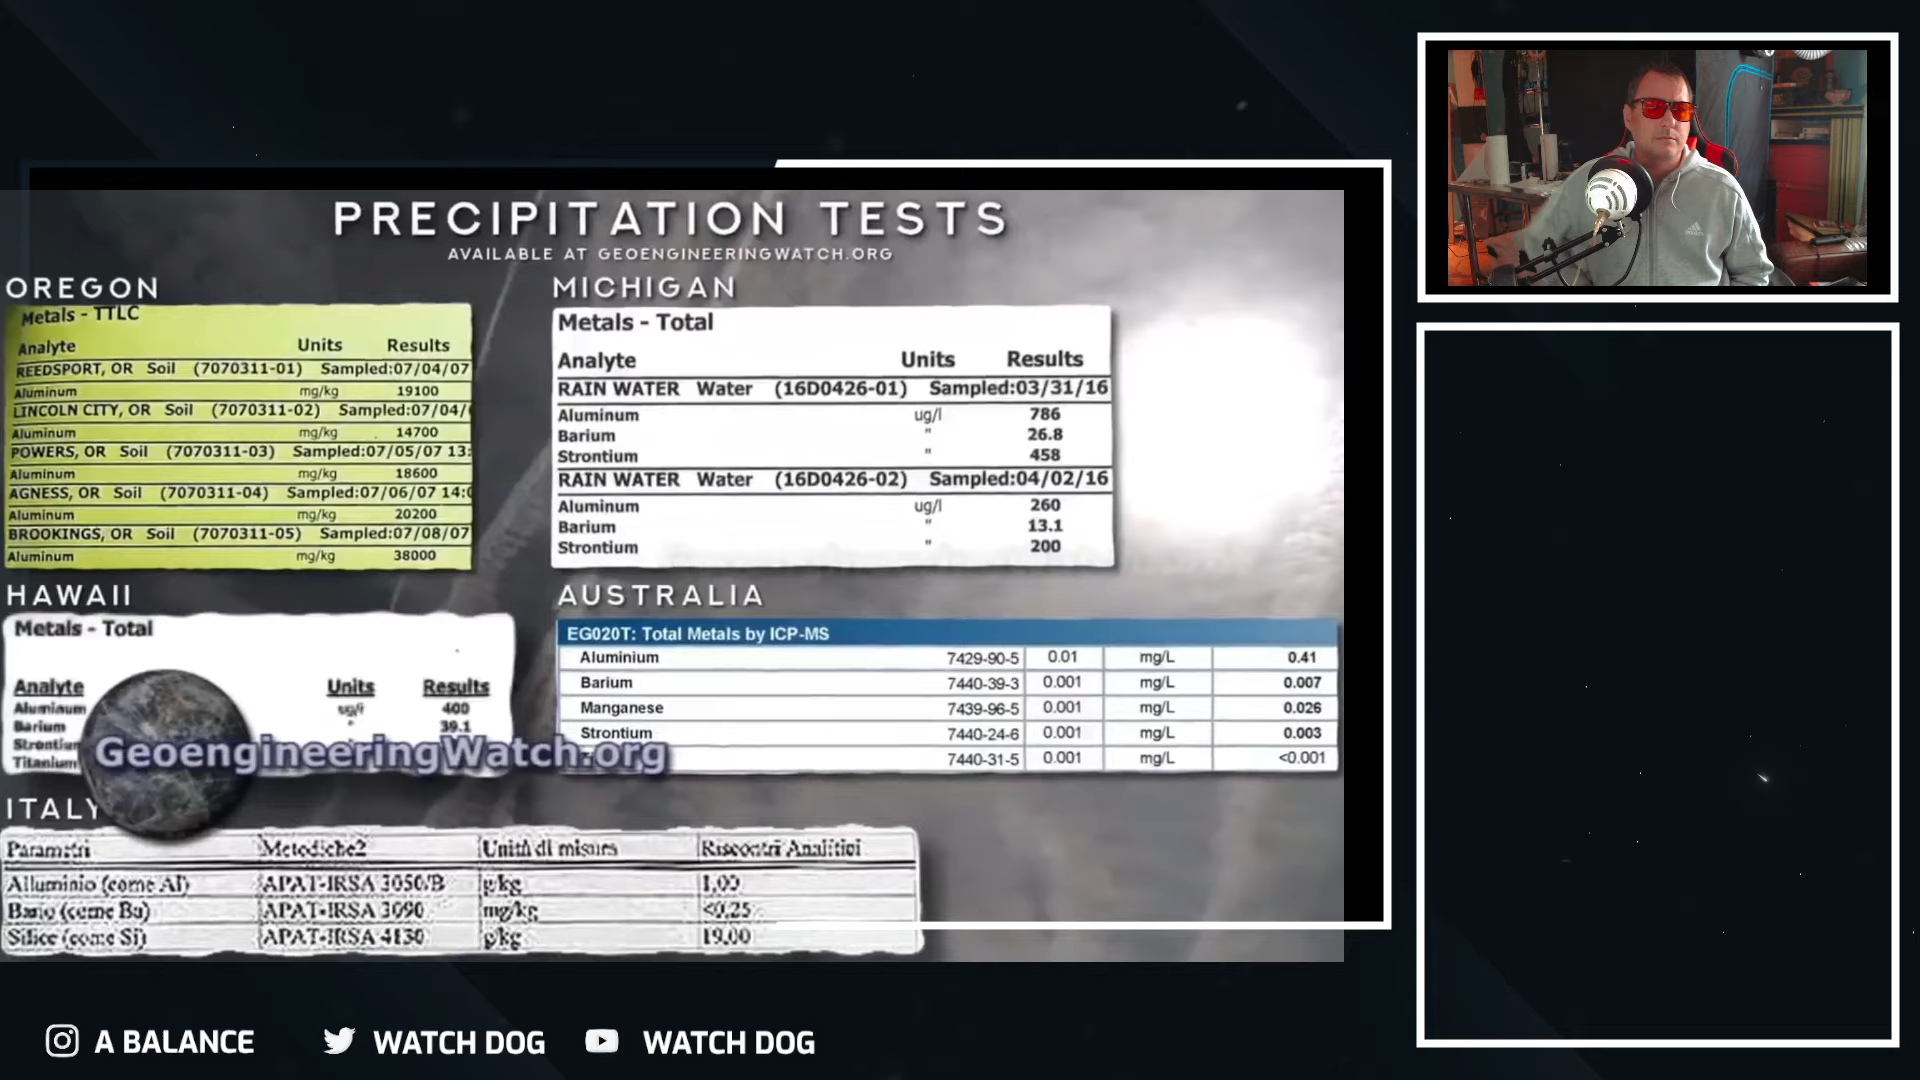 PRECIPITATION TESTS
AVAILABLE AT GEOENGINEERINGWATCH.ORG
OREGON
Metals - TTLC
Analyte Units Results
REEDSPORT, OR Soil (7070311-01) Sampled:07/04/07
Aluminum mg/kg 19100
LINCOLN CITY, OR Soil (7070311-02) Sampled:07/04/
Aluminum mg/kg 14700
POWERS, OR Soil (7070311-03) Sampled:07/05/07 13:
Aluminum mg/kg 18600
AGNESS, OR Soil (7070311-04) Sampled:07/06/07 14:0
Aluminum mg/kg 20200
BROOKINGS, OR Soil (7070311-05) Sampled:07/08/07
Aluminum mg/kg 38000
MICHIGAN
Metals - Total
Analyte Units Results
RAIN WATER Water (16D0426-01) Sampled:03/31/16
Aluminum ug/l 786
Barium " 26.8
Strontium " 458
RAIN WATER Water (16D0426-02) Sampled:04/02/16
Aluminum ug/l 260
Barium " 13.1
Strontium " 200
HAWAII
Metals - Total
Analyte Units Results
Aluminum ug/l 400
Barium " 39.1
Strontium
Titanium
GeoengineeringWatch.org
AUSTRALIA
EG020T: Total Metals by ICP-MS
Aluminium 7429-90-5 0.01 mg/L 0.41
Barium 7440-39-3 0.001 mg/L 0.007
Manganese 7439-96-5 0.001 mg/L 0.026
Strontium 7440-24-6 0.001 mg/L 0.003
7440-31-5 0.001 mg/L <0.001
ITALY
Parametri Metodiche2 Unità di misura Riscontri Analitici
Alluminio (come Al) APAT-IRSA 3050/B g/kg 1,00
Bario (come Ba) APAT-IRSA 3090 mg/kg <0,25
Silice (come Si) APAT-IRSA 4130 g/kg 19,00
A BALANCE
WATCH DOG
WATCH DOG